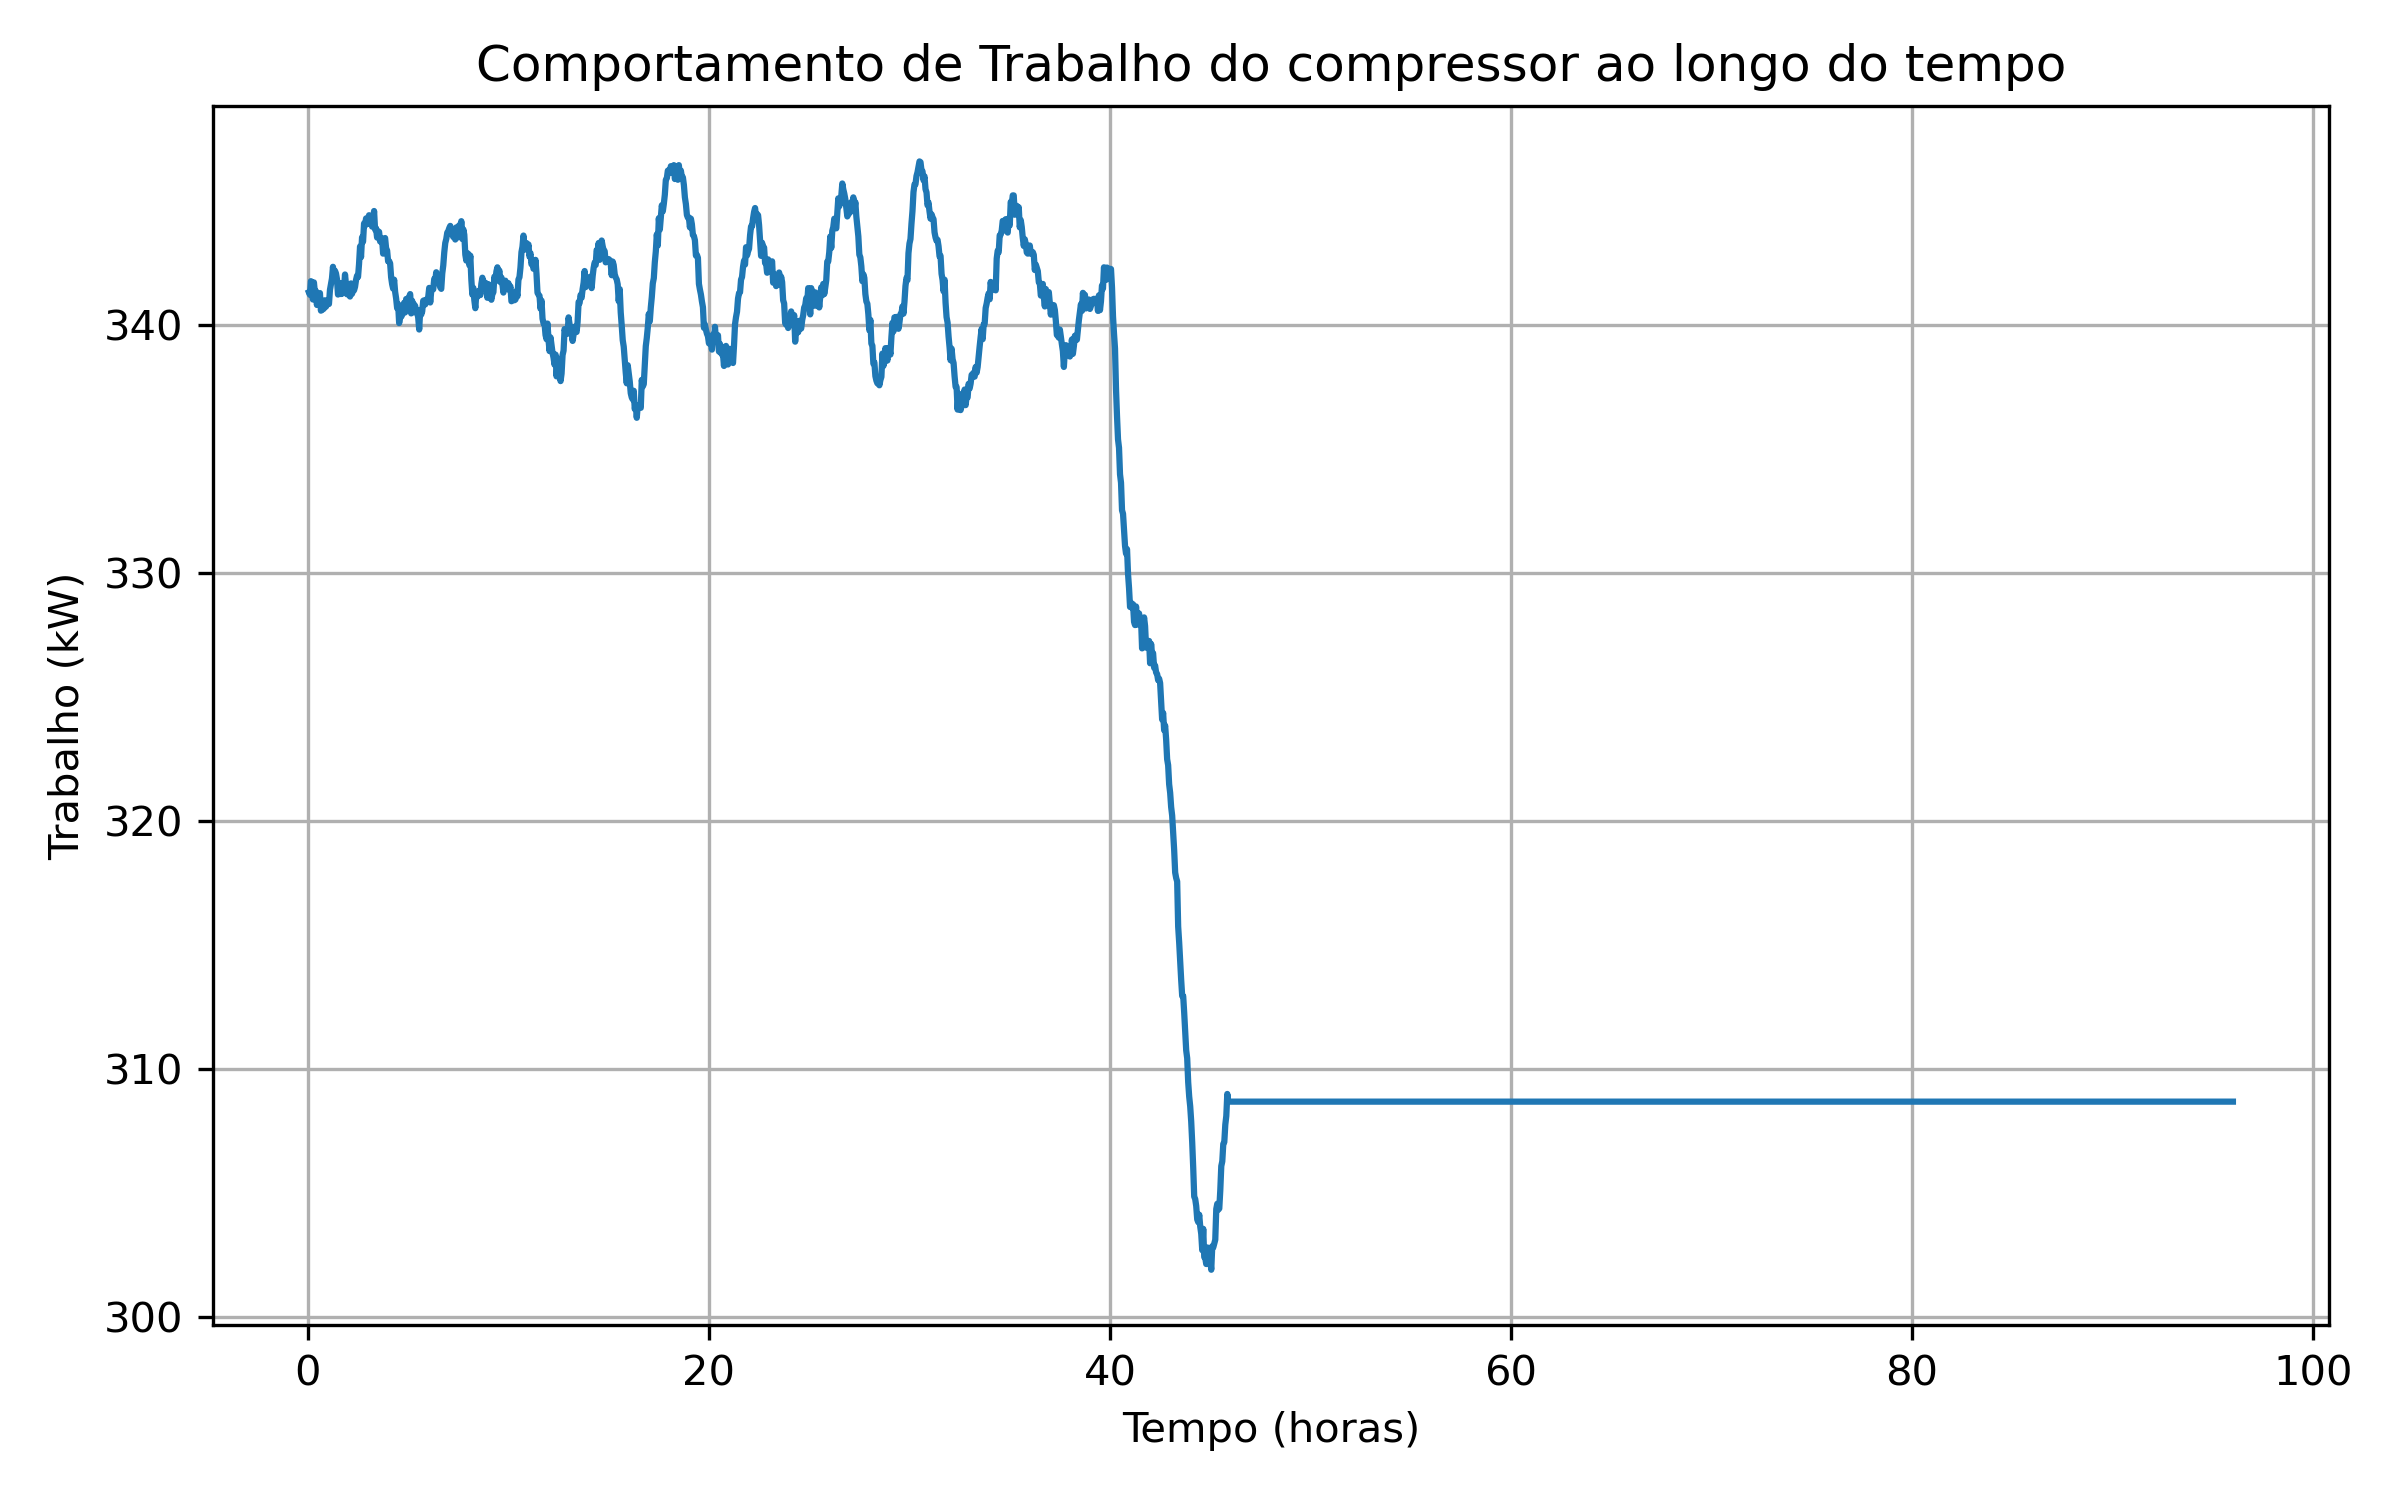 Comportamento de Trabalho do compressor ao longo do tempo
Trabalho (kW)
340
330
320
310
300
0 20 40 60 80 100
Tempo (horas)